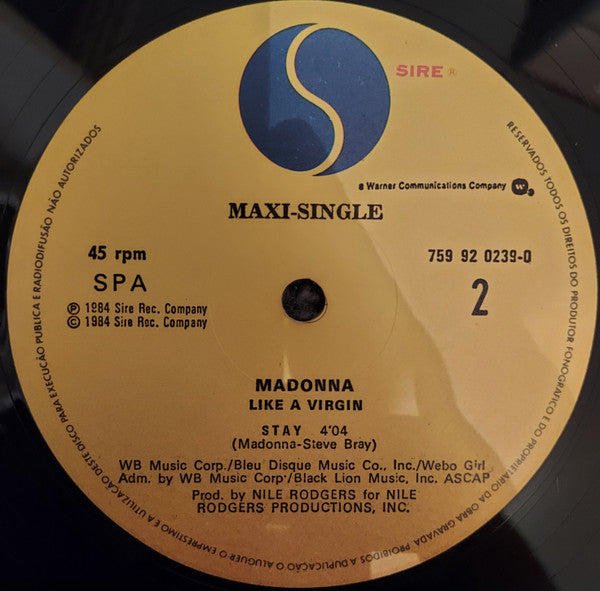 SIRE ®
a Warner Communications Company
MAXI-SINGLE
45 rpm
759 92 0239-0
SPA
2
Ⓟ 1984 Sire Rec. Company
© 1984 Sire Rec. Company
MADONNA
LIKE A VIRGIN
STAY 4'04
(Madonna-Steve Bray)
WB Music Corp./Bleu Disque Music Co., Inc./Webo Girl
Adm. by WB Music Corp/Black Lion Music, Inc. ASCAP
Prod. by NILE RODGERS for NILE
RODGERS PRODUCTIONS, INC.
RESERVADOS TODOS OS DIREITOS DO PRODUTOR FONOGRÁFICO E DO PROPRIETÁRIO DA OBRA GRAVADA PROIBIDOS A DUPLICAÇÃO O ALUGUER O EMPRÉSTIMO E A UTILIZAÇÃO DESTE DISCO PARA EXECUÇÃO PÚBLICA E RADIODIFUSÃO NÃO AUTORIZADOS